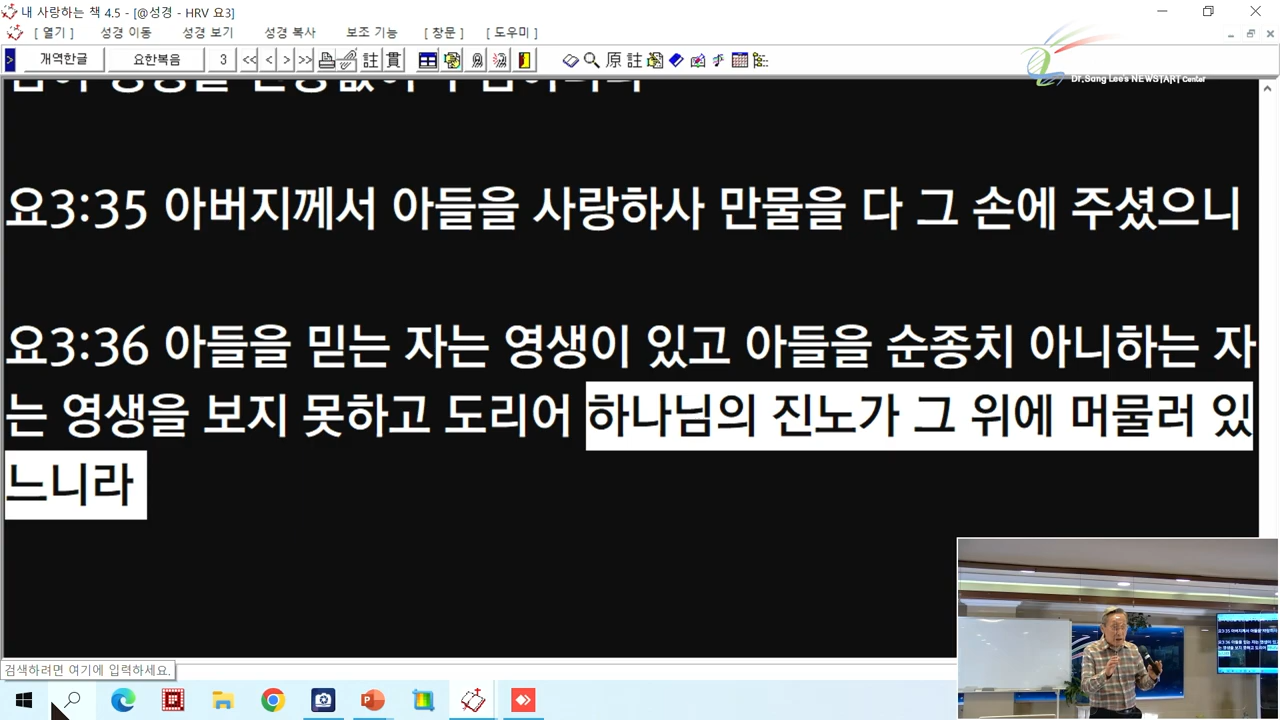 내 사랑하는 책 4.5 - [@성경 - HRV 요3]
[ 열기 ] 성경 이동 성경 보기 성경 복사 보조 기능 [ 창문 ] [ 도우미 ]
> 개역한글 요한복음 3 << < > >> 註 貫 原 註
Dr.Sang Lee's NEWSTART Center
요3:35 아버지께서 아들을 사랑하사 만물을 다 그 손에 주셨으니
요3:36 아들을 믿는 자는 영생이 있고 아들을 순종치 아니하는 자
는 영생을 보지 못하고 도리어 하나님의 진노가 그 위에 머물러 있
느니라
검색하려면 여기에 입력하세요.